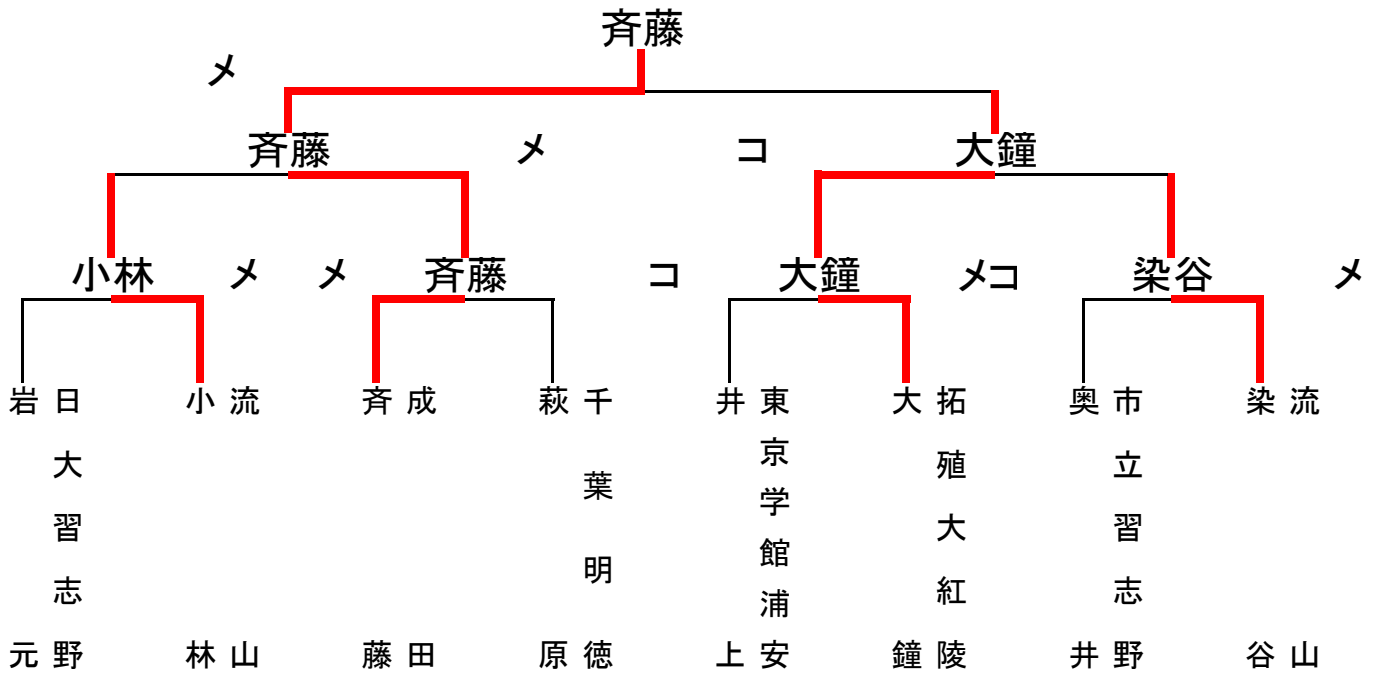 斉藤
メ
斉藤 メ コ 大鐘
小林 メ メ 斉藤 コ 大鐘 メコ 染谷 メ
岩元 日大習志野
小林 流山
斉藤 成田
萩原 千葉明徳
井上 東京学館浦安
大鐘 拓殖大紅陵
奥井 市立習志野
染谷 流山